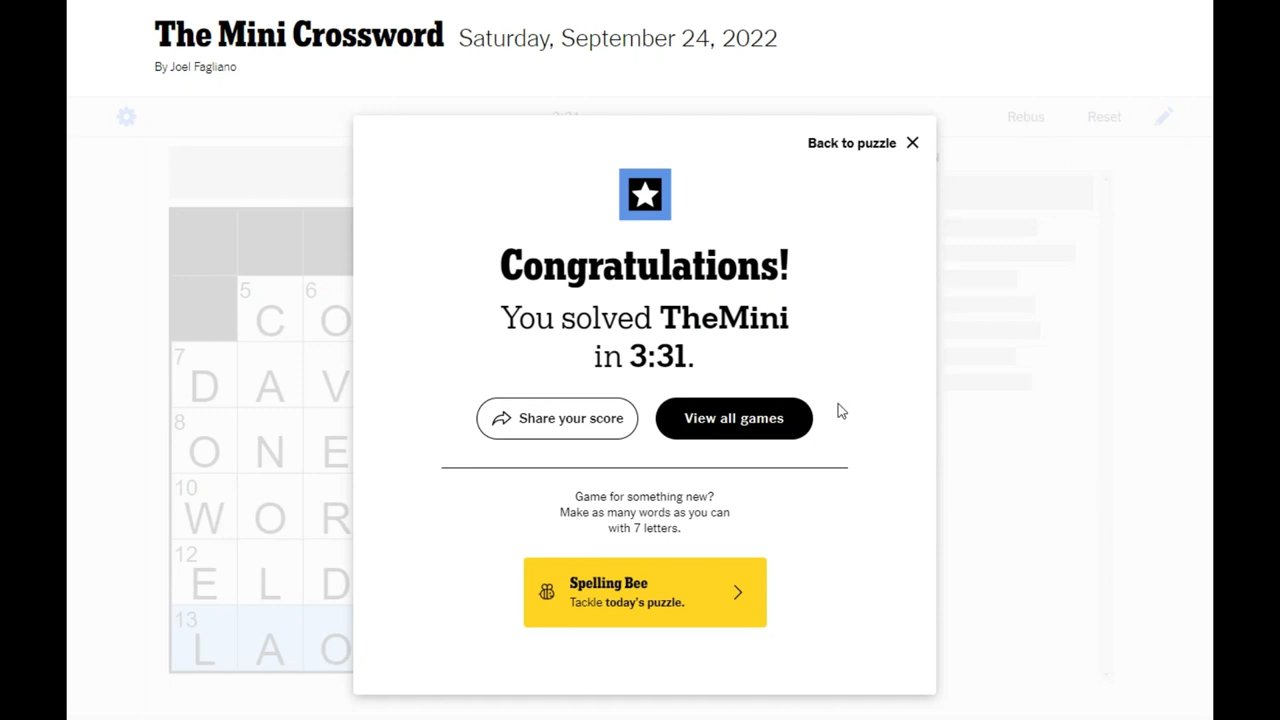 The Mini Crossword Saturday, September 24, 2022
By Joel Fagliano
Rebus Reset
Back to puzzle
Congratulations!
You solved TheMini
in 3:31.
Share your score View all games
Game for something new?
Make as many words as you can
with 7 letters.
Spelling Bee
Tackle today's puzzle.
5 6
C O
7
D A V
8
O N E
10
W O R
12
E L D
13
L A O